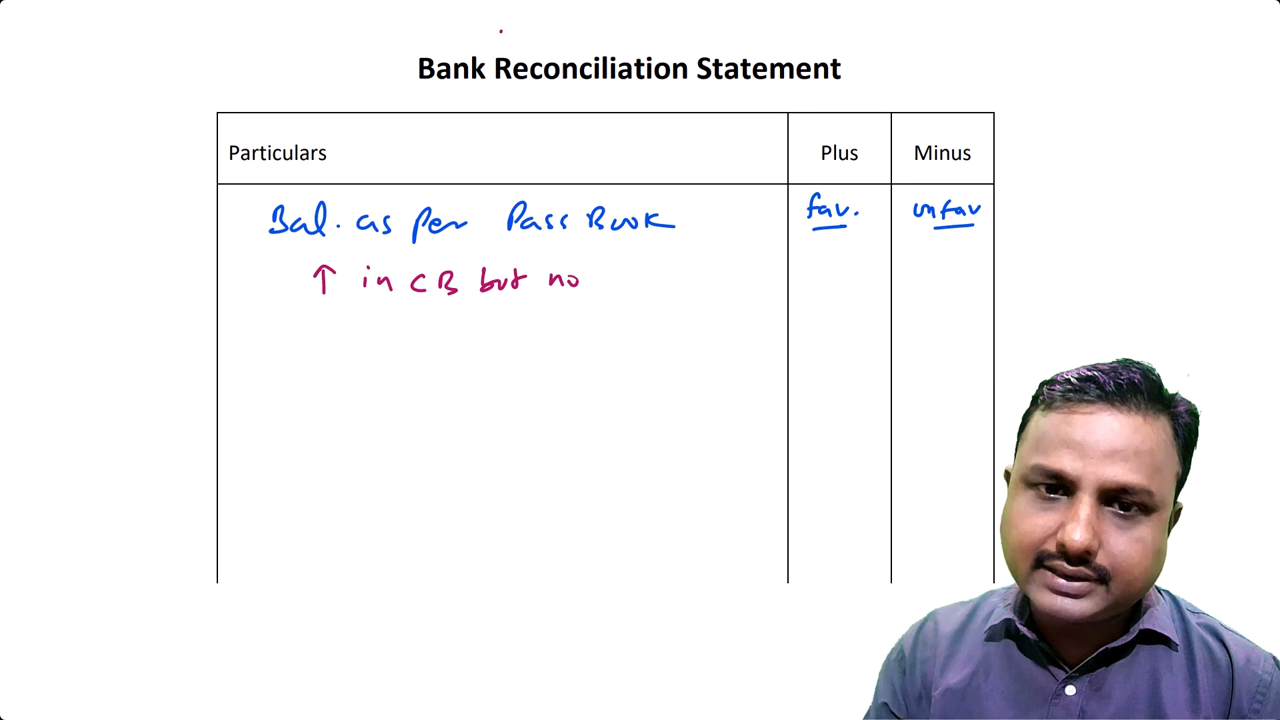 Bank Reconciliation Statement
Particulars Plus Minus
Bal. as per Pass Book fav. unfav
↑ in CB but no